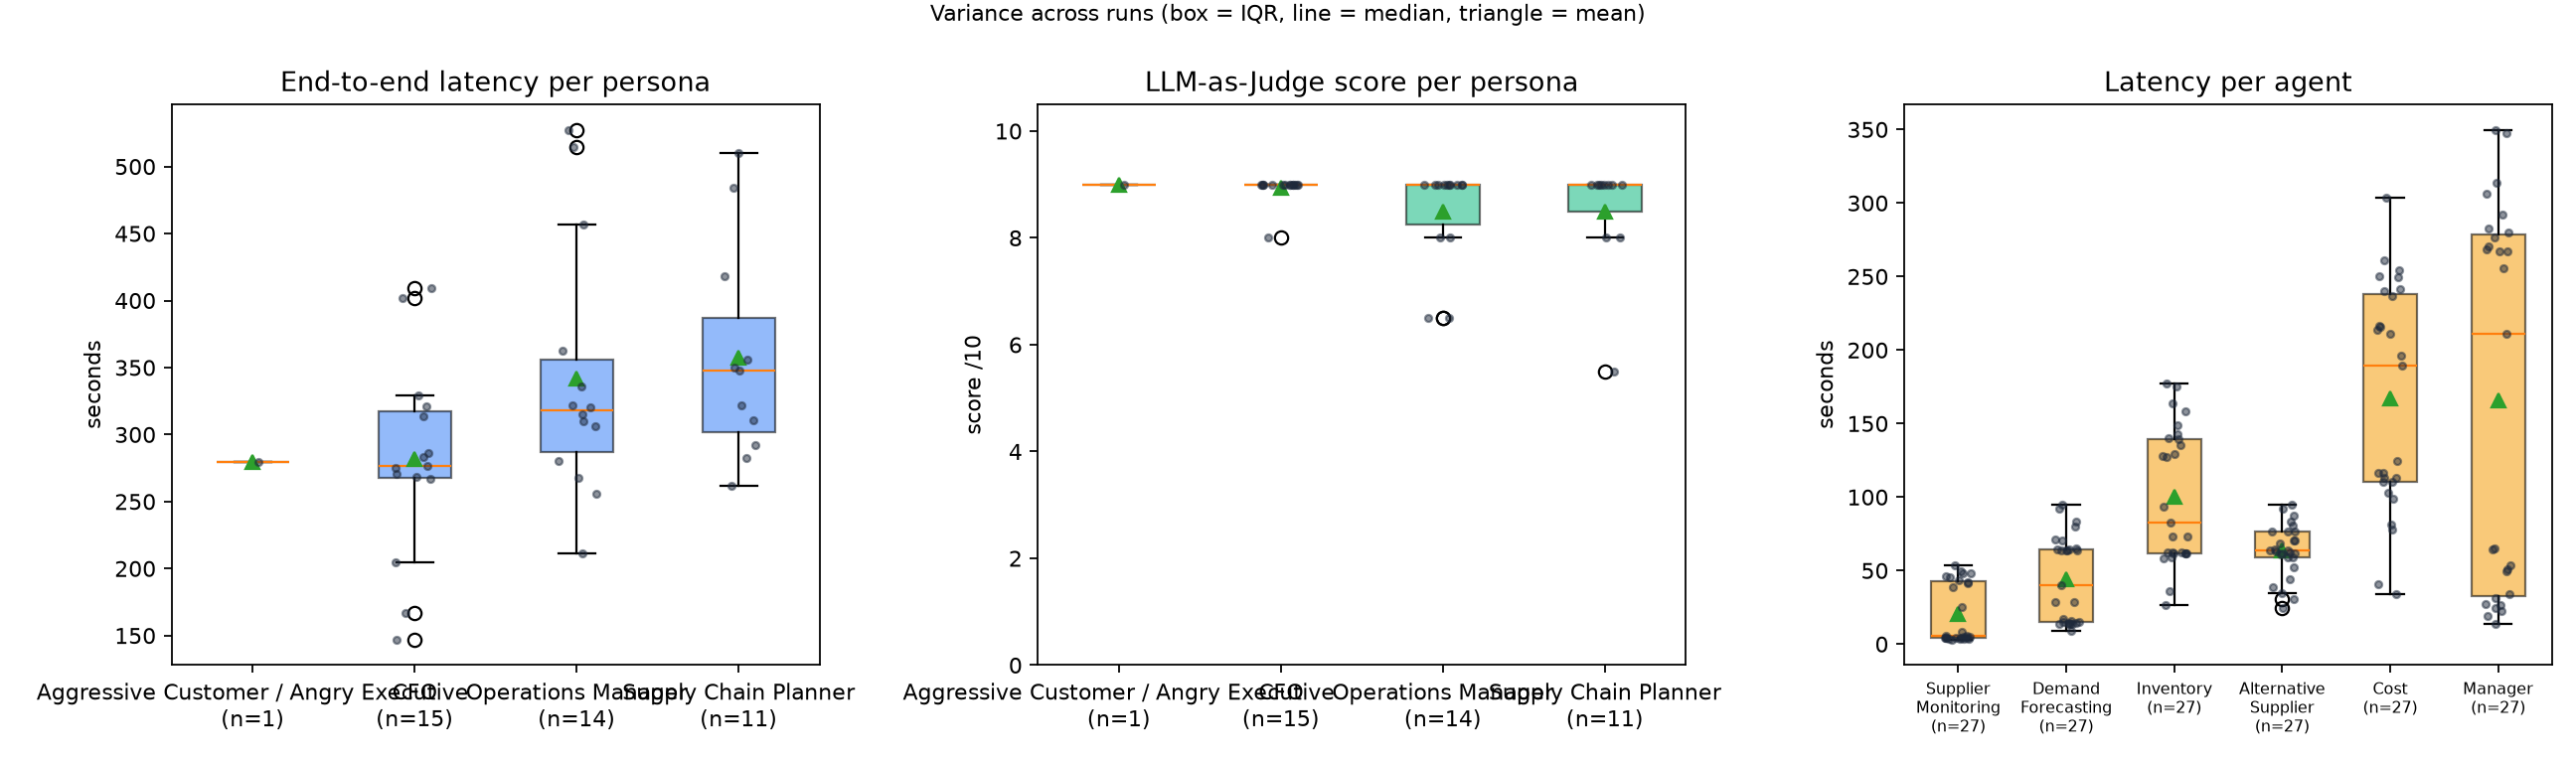 Variance across runs (box = IQR, line = median, triangle = mean)
End-to-end latency per persona
seconds
500
450
400
350
300
250
200
150
Aggressive Customer / Angry Executive
(n=1)
CFO
(n=15)
Operations Manager
(n=14)
Supply Chain Planner
(n=11)
LLM-as-Judge score per persona
score /10
10
8
6
4
2
0
Aggressive Customer / Angry Executive
(n=1)
CFO
(n=15)
Operations Manager
(n=14)
Supply Chain Planner
(n=11)
Latency per agent
seconds
350
300
250
200
150
100
50
0
Supplier
Monitoring
(n=27)
Demand
Forecasting
(n=27)
Inventory
(n=27)
Alternative
Supplier
(n=27)
Cost
(n=27)
Manager
(n=27)